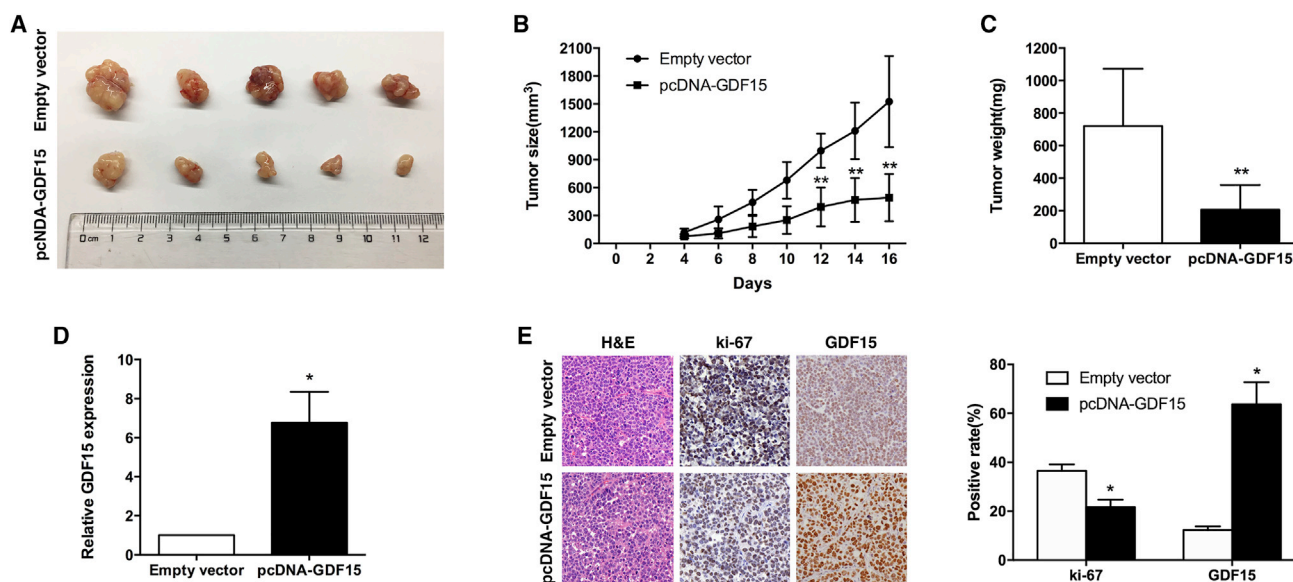 A
Empty vector
pcNDA-GDF15
0cm 1 2 3 4 5 6 7 8 9 10 11 12
B
Tumor size(mm3)
2100
1800
1500
1200
900
600
300
0
Empty vector
pcDNA-GDF15
** ** **
0 2 4 6 8 10 12 14 16
Days
C
Tumor weight(mg)
1200
1000
800
600
400
200
0
**
Empty vector pcDNA-GDF15
D
Relative GDF15 expression
10
8
6
4
2
0
*
Empty vector pcDNA-GDF15
E
H&E ki-67 GDF15
Empty vector
pcDNA-GDF15
Positive rate(%)
80
60
40
20
0
Empty vector
pcDNA-GDF15
* *
ki-67 GDF15